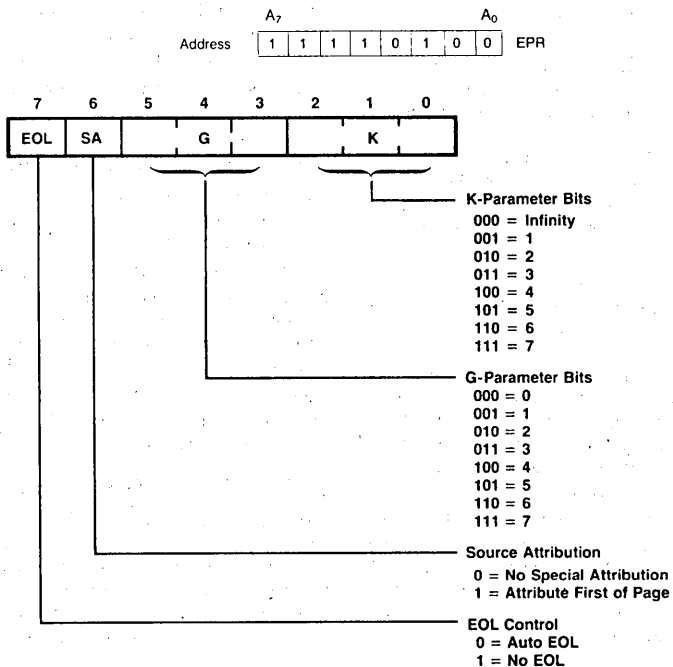 A7 A0
Address 1 1 1 1 0 1 0 0 EPR
7 6 5 4 3 2 1 0
EOL SA G K
K-Parameter Bits
000 = Infinity
001 = 1
010 = 2
011 = 3
100 = 4
101 = 5
110 = 6
111 = 7
G-Parameter Bits
000 = 0
001 = 1
010 = 2
011 = 3
100 = 4
101 = 5
110 = 6
111 = 7
Source Attribution
0 = No Special Attribution
1 = Attribute First of Page
EOL Control
0 = Auto EOL
1 = No EOL